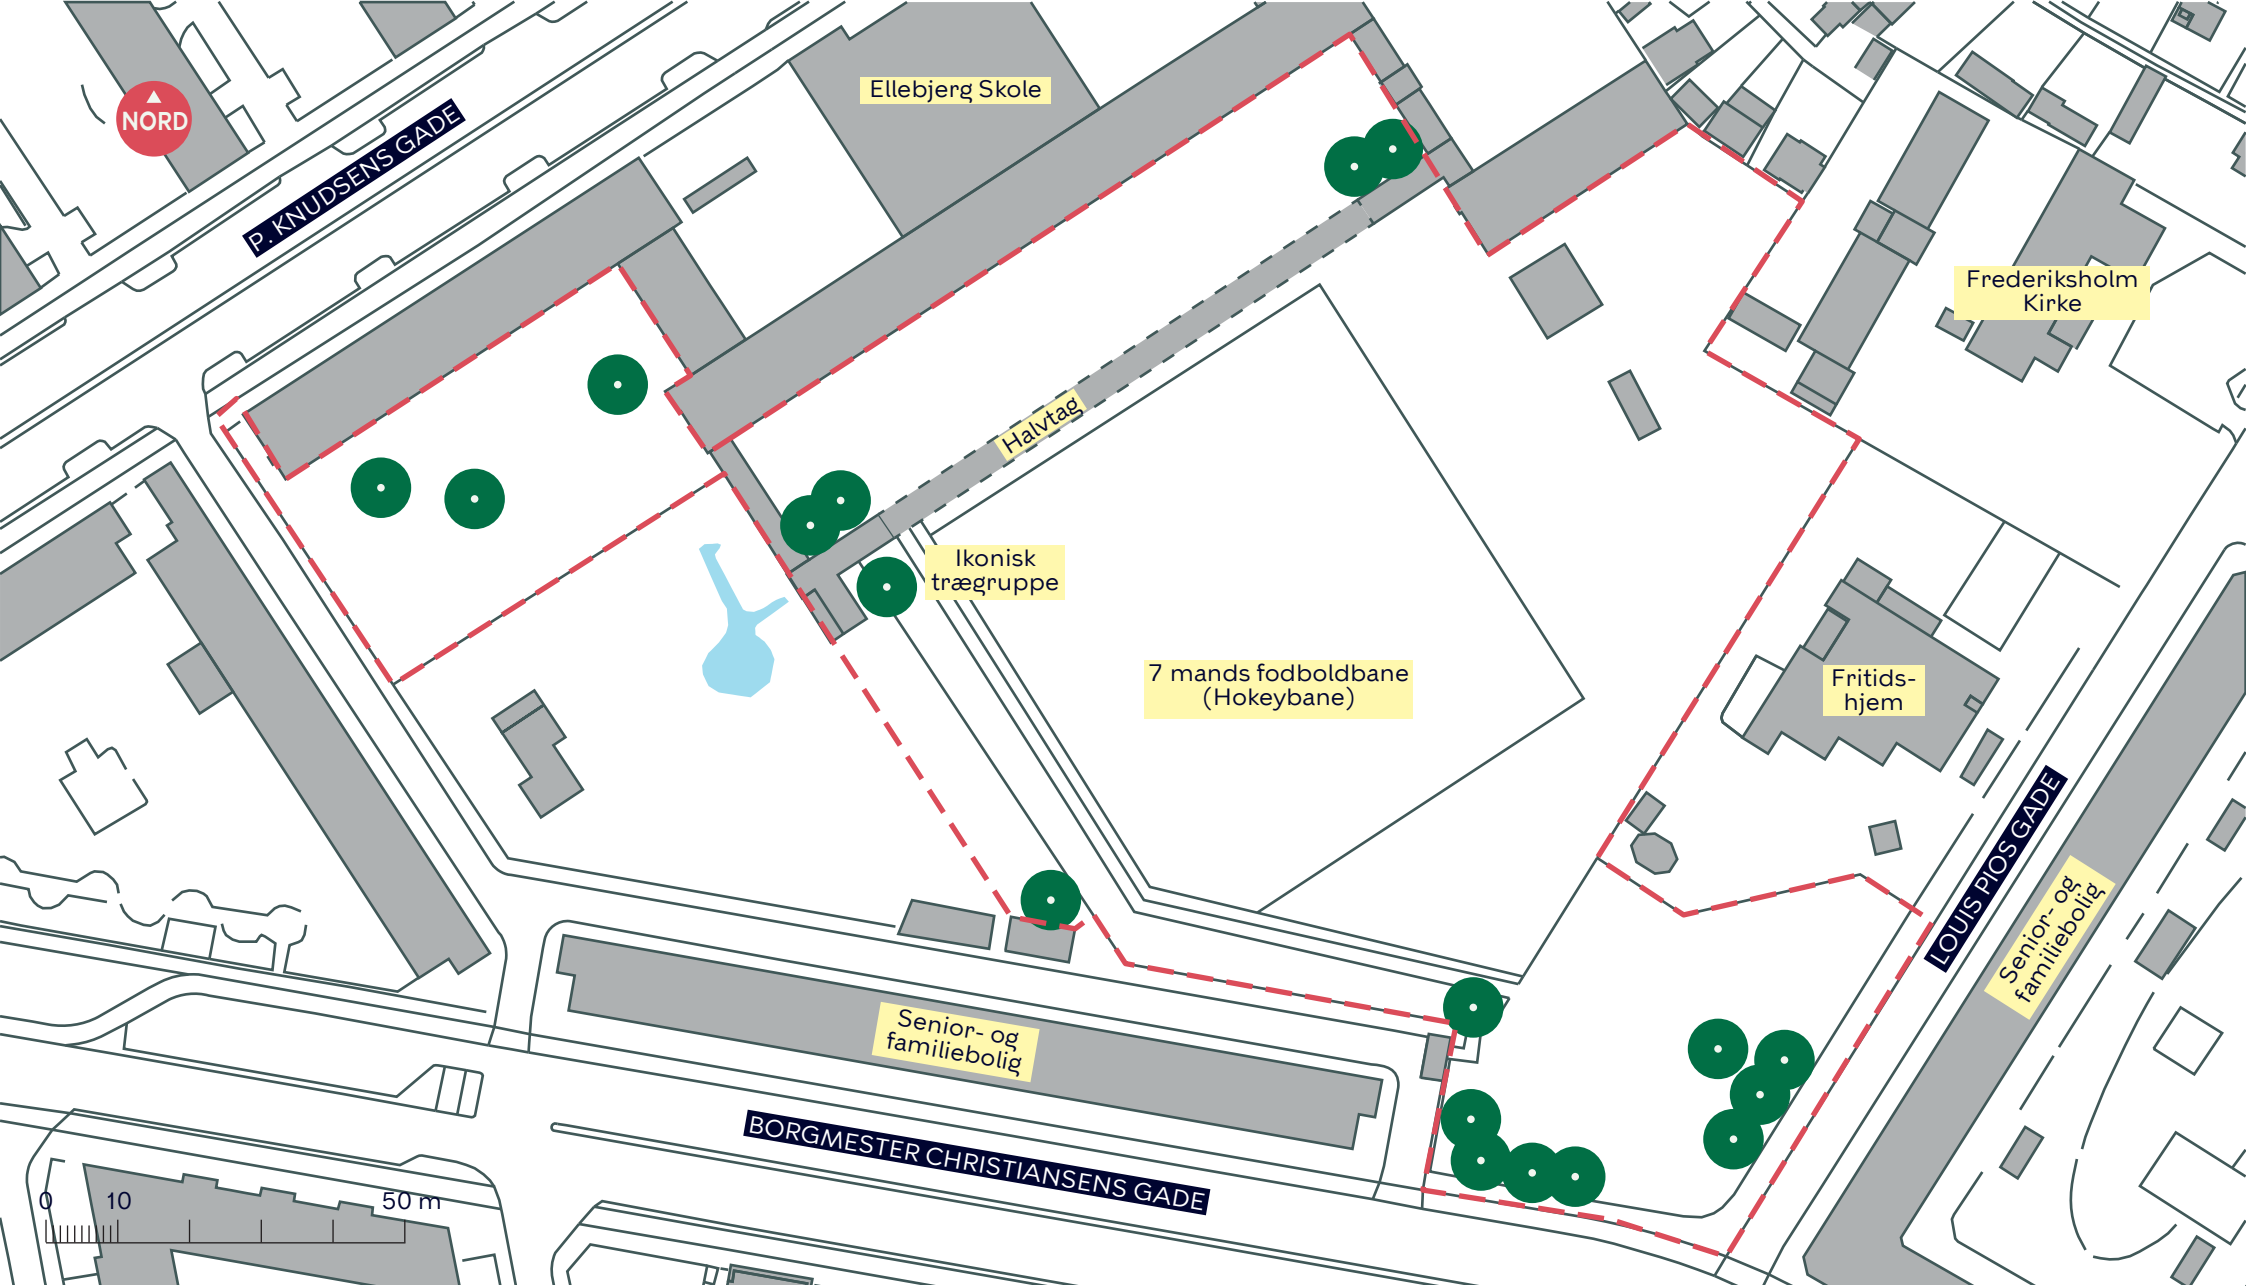 NORD
P. KNUDSENS GADE
Ellebjerg Skole
Frederiksholm
Kirke
Halvtag
Ikonisk
trægruppe
7 mands fodboldbane
(Hokeybane)
Fritids-
hjem
LOUIS PIOS GADE
Senior- og
familiebolig
Senior- og
familiebolig
BORGMESTER CHRISTIANSENS GADE
0 10 50 m